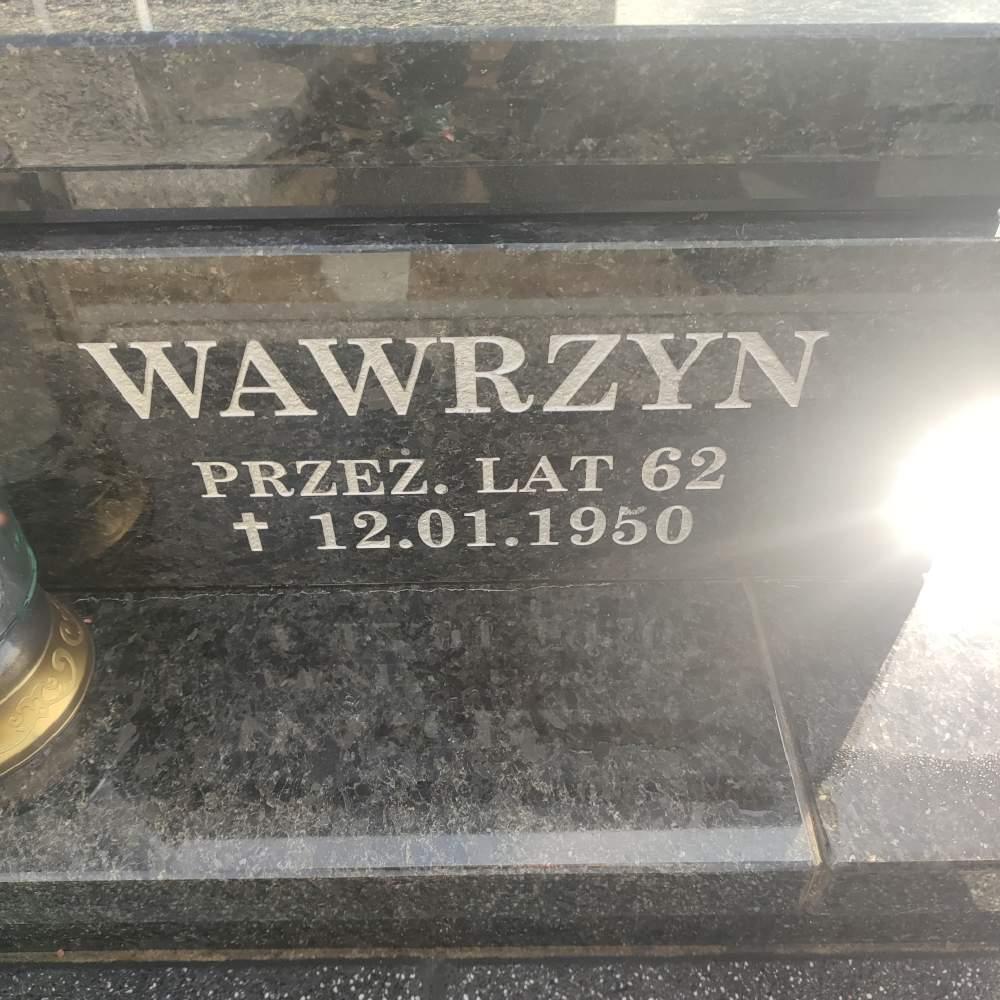 WAWRZYN
PRZEŻ. LAT 62
✝ 12.01.1950